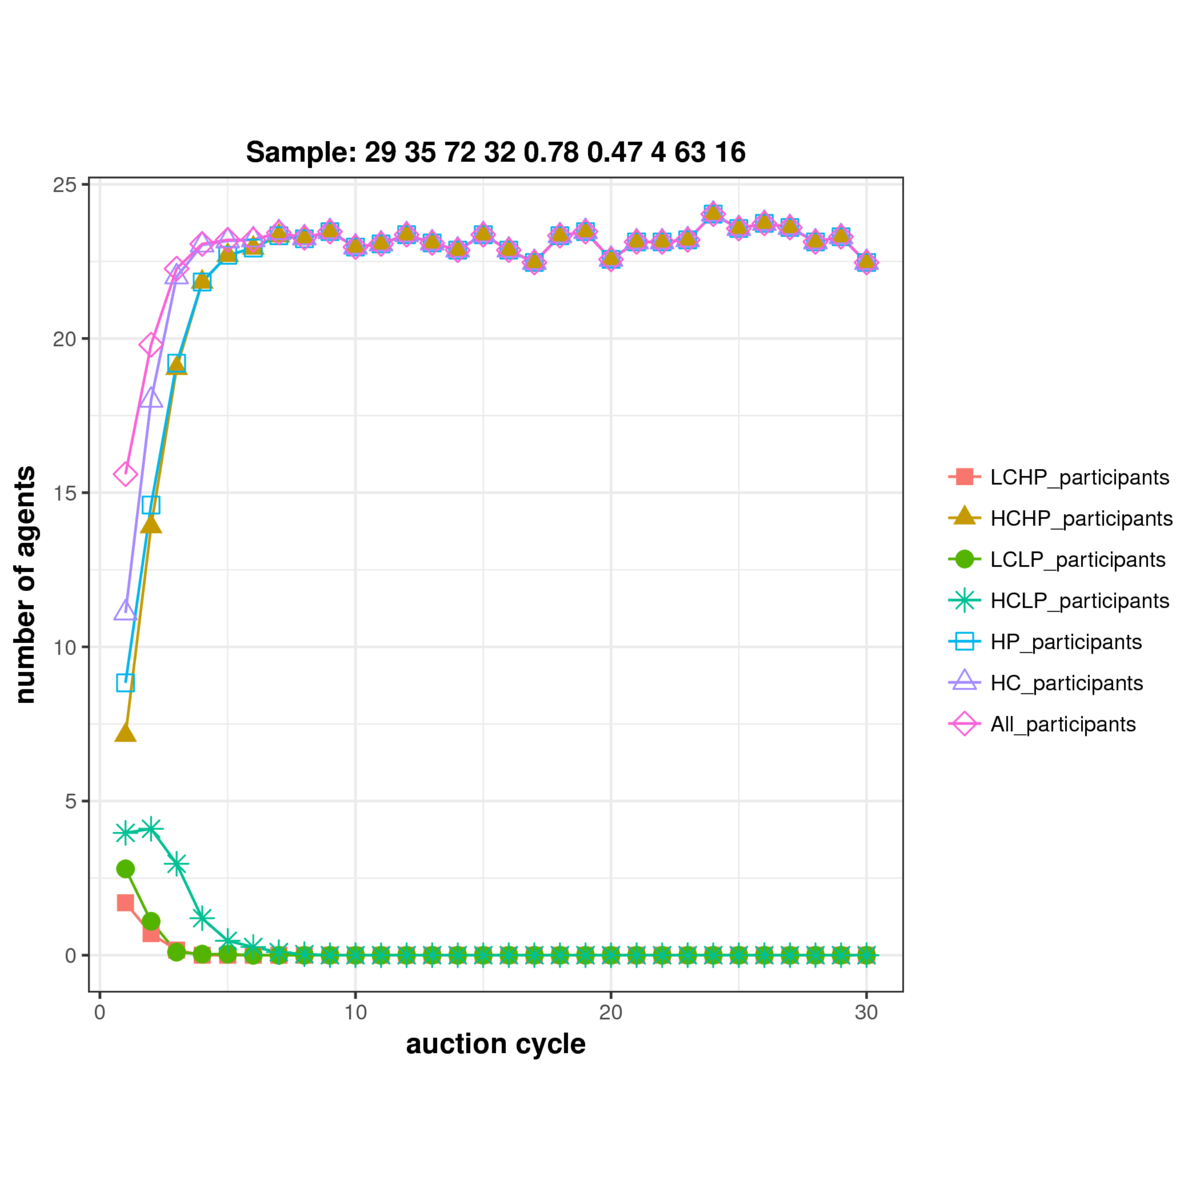 Sample: 29 35 72 32 0.78 0.47 4 63 16
25
20
15
10
5
0
number of agents
0 10 20 30
auction cycle
LCHP_participants
HCHP_participants
LCLP_participants
HCLP_participants
HP_participants
HC_participants
All_participants